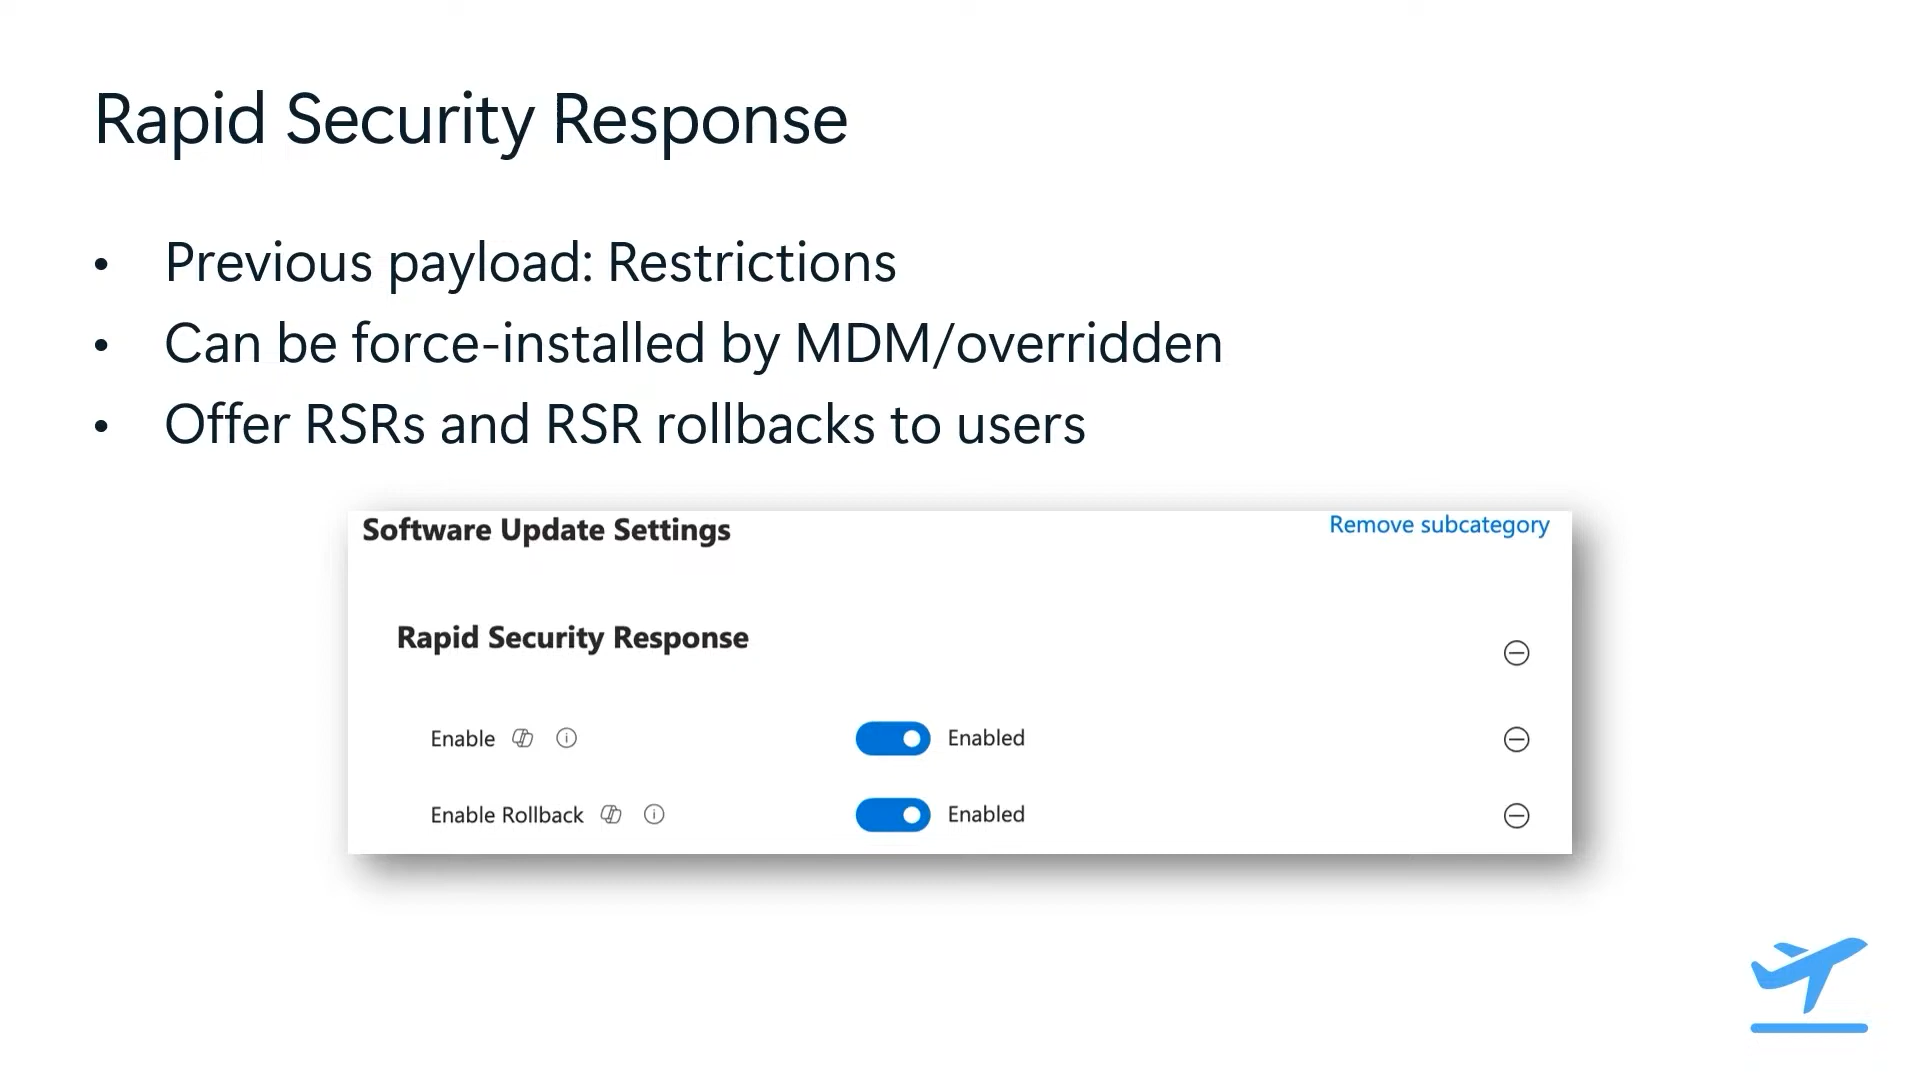 Rapid Security Response
• Previous payload: Restrictions
• Can be force-installed by MDM/overridden
• Offer RSRs and RSR rollbacks to users
Software Update Settings
Remove subcategory
Rapid Security Response
Enable Enabled
Enable Rollback Enabled